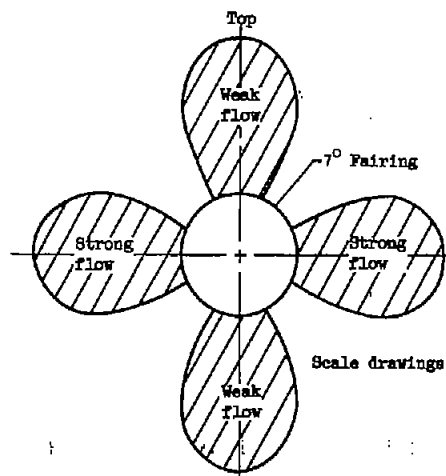 Top
Weak
flow
7° Fairing
Strong
flow
Strong
flow
Scale drawings
Weak
flow